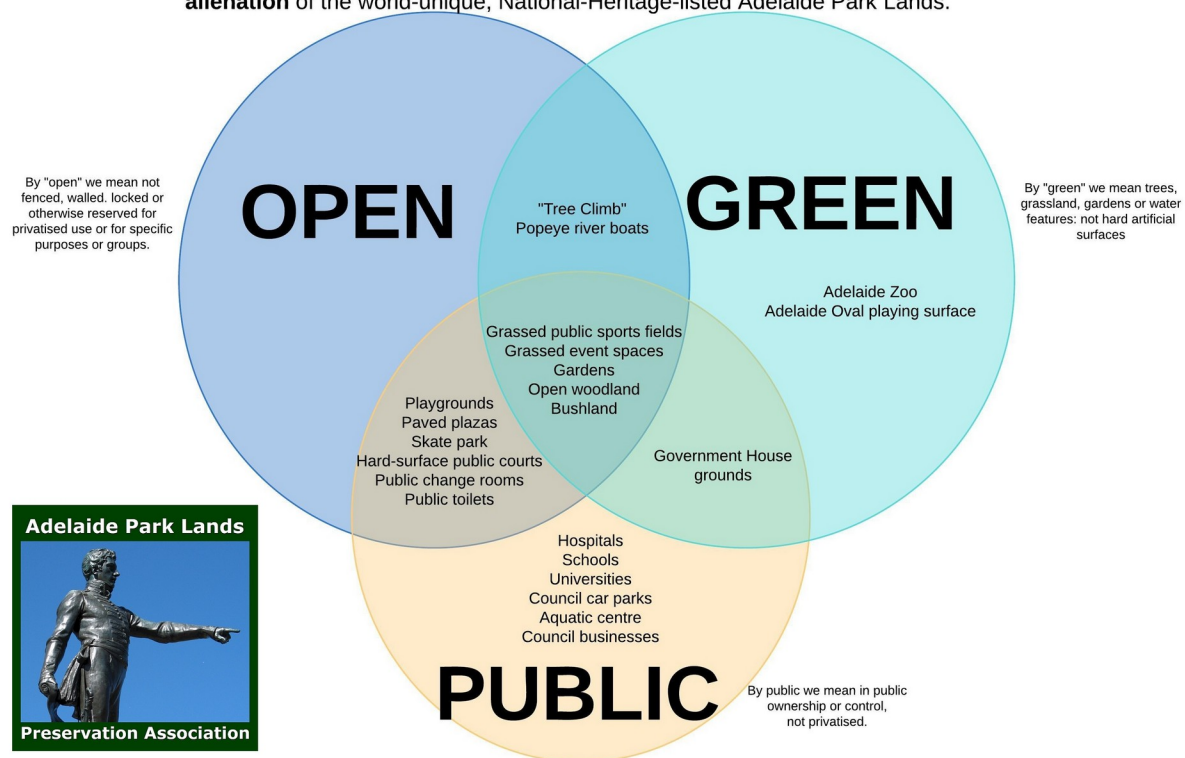 alienation of the world-unique, National-Heritage-listed Adelaide Park Lands.
By "open" we mean not
fenced, walled. locked or
otherwise reserved for
privatised use or for specific
purposes or groups.
OPEN
"Tree Climb"
Popeye river boats
GREEN
By "green" we mean trees,
grassland, gardens or water
features: not hard artificial
surfaces
Adelaide Zoo
Adelaide Oval playing surface
Grassed public sports fields
Grassed event spaces
Gardens
Open woodland
Bushland
Playgrounds
Paved plazas
Skate park
Hard-surface public courts
Public change rooms
Public toilets
Government House
grounds
Hospitals
Schools
Universities
Council car parks
Aquatic centre
Council businesses
PUBLIC
By public we mean in public
ownership or control,
not privatised.
Adelaide Park Lands
Preservation Association